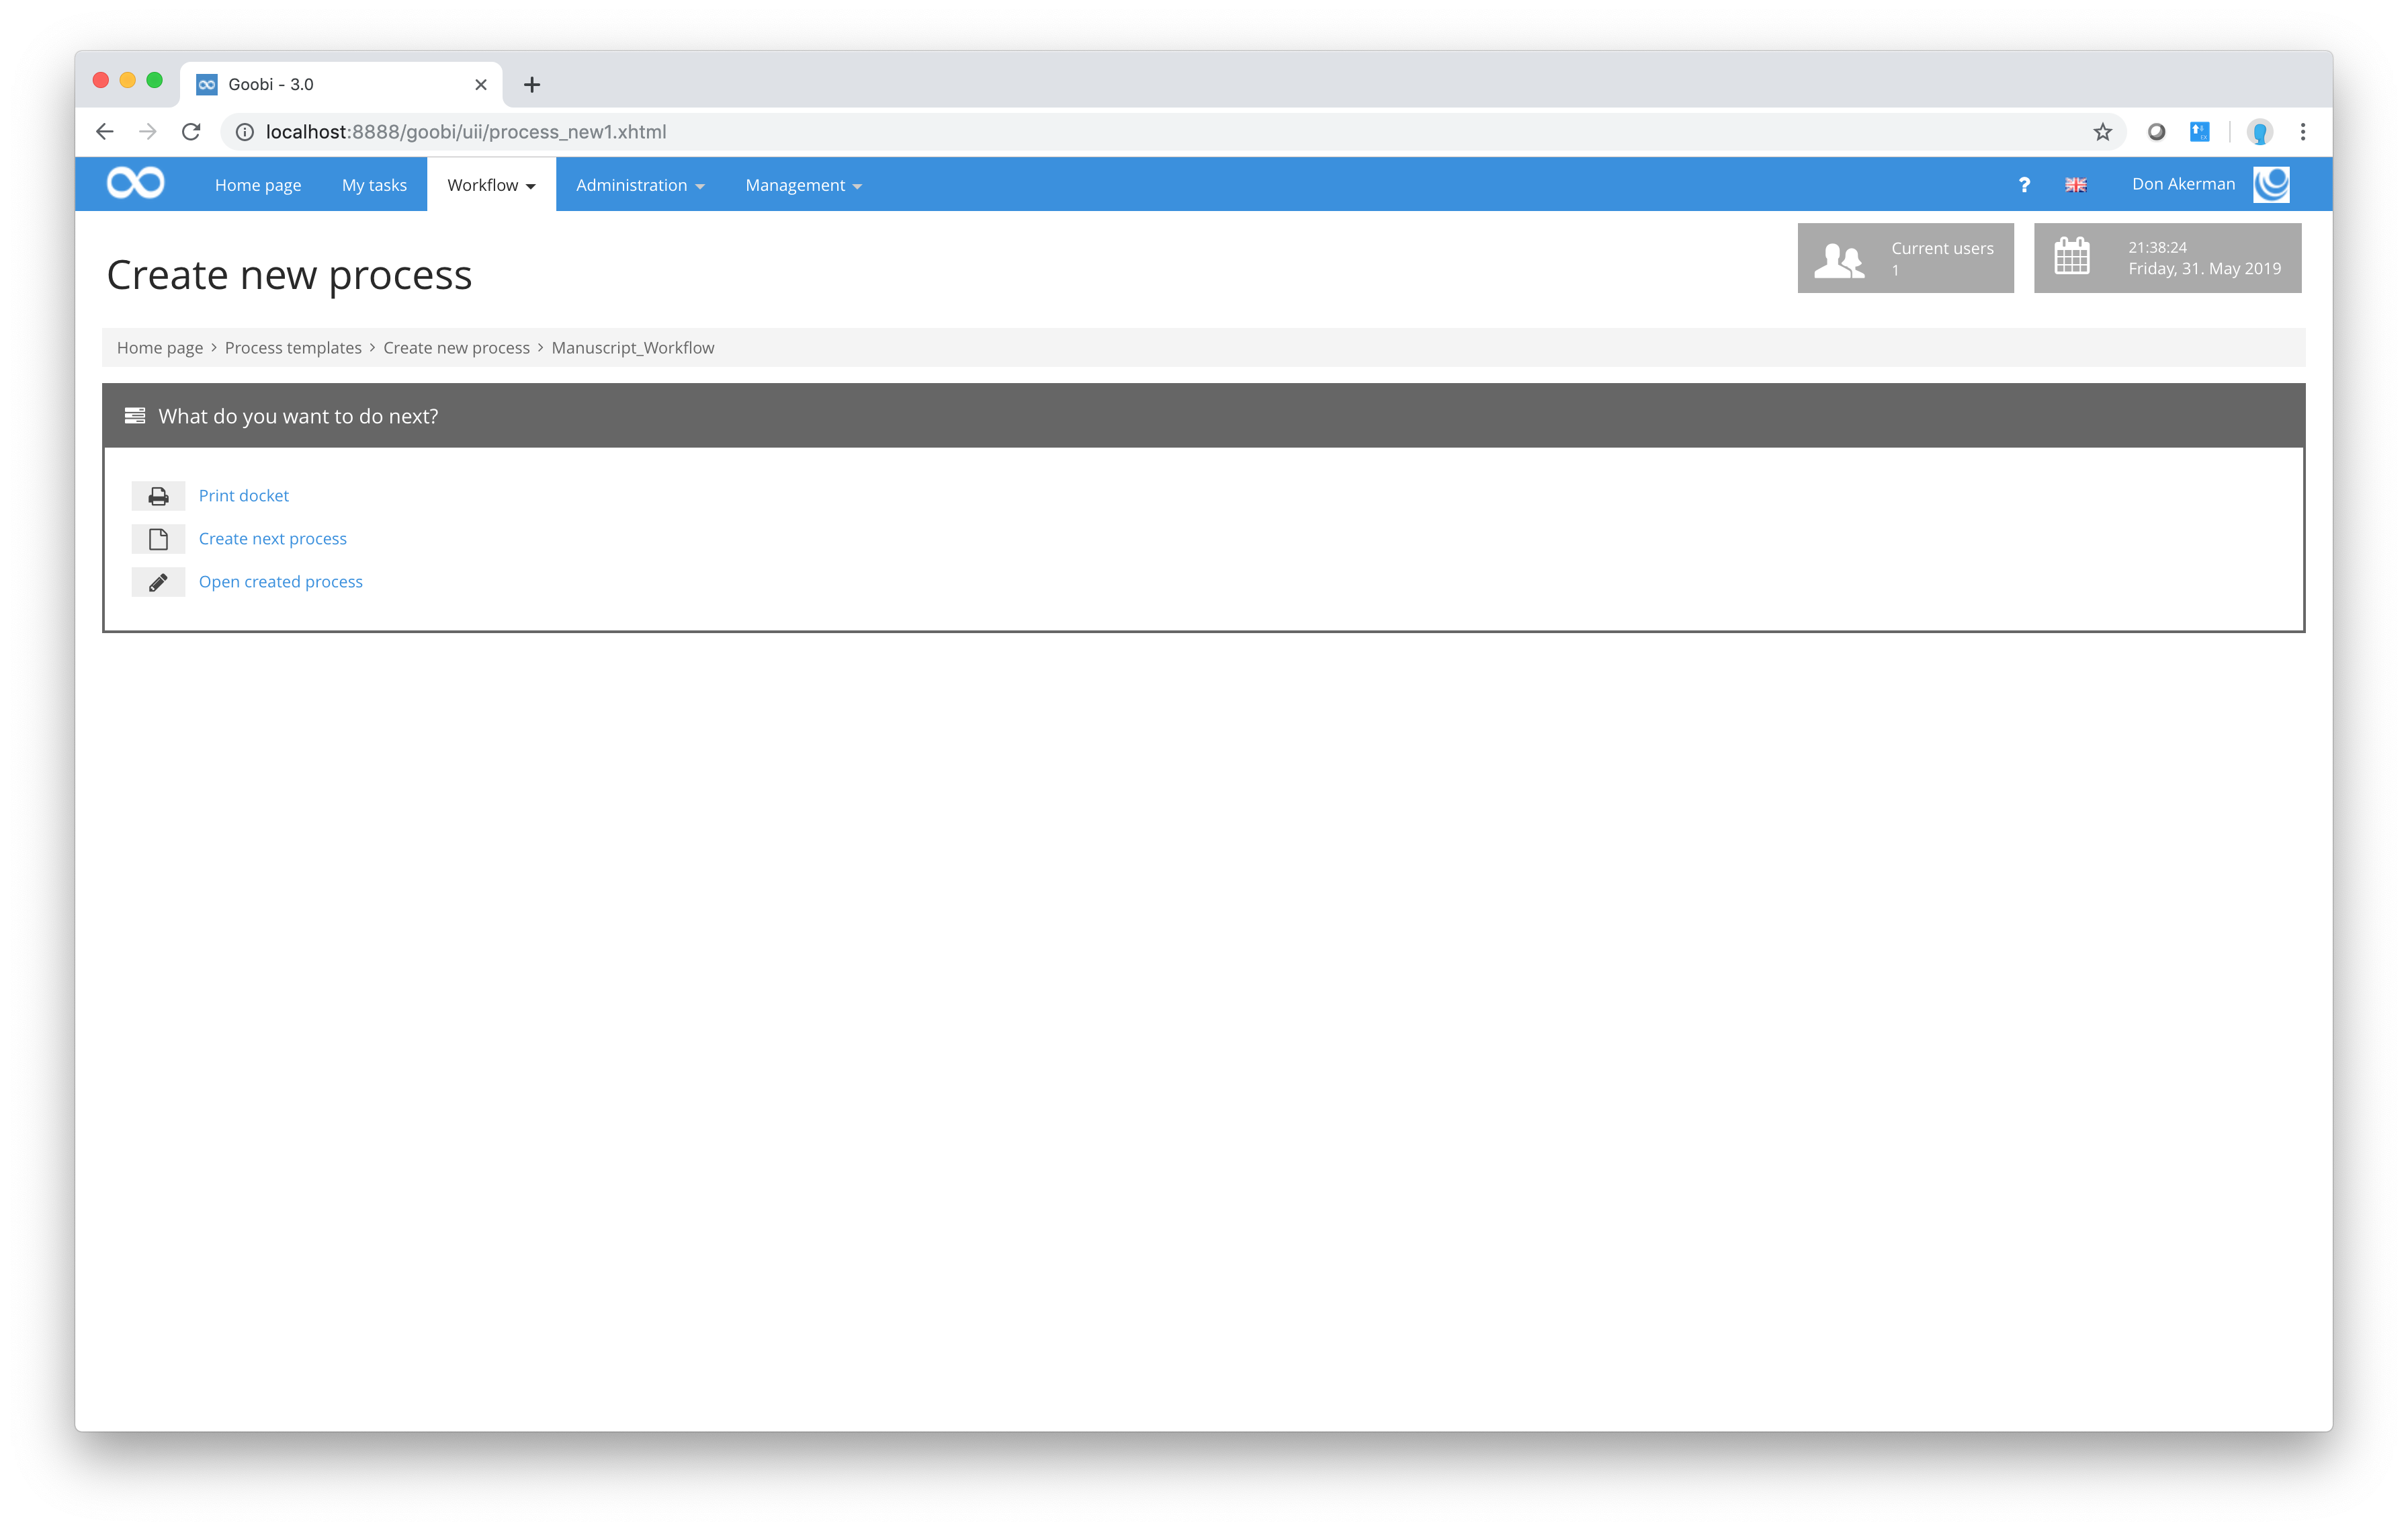 Goobi - 3.0
localhost:8888/goobi/uii/process_new1.xhtml
Home page My tasks Workflow Administration Management ? Don Akerman
Current users
1
21:38:24
Friday, 31. May 2019
Create new process
Home page > Process templates > Create new process > Manuscript_Workflow
What do you want to do next?
Print docket
Create next process
Open created process